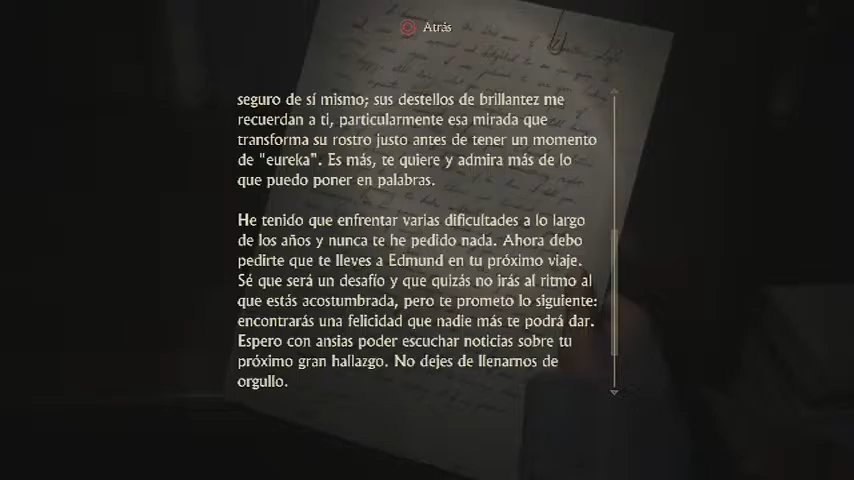 Atrás
seguro de sí mismo; sus destellos de brillantez me
recuerdan a ti, particularmente esa mirada que
transforma su rostro justo antes de tener un momento
de "eureka". Es más, te quiere y admira más de lo
que puedo poner en palabras.
He tenido que enfrentar varias dificultades a lo largo
de los años y nunca te he pedido nada. Ahora debo
pedirte que te lleves a Edmund en tu próximo viaje.
Sé que será un desafío y que quizás no irás al ritmo al
que estás acostumbrada, pero te prometo lo siguiente:
encontrarás una felicidad que nadie más te podrá dar.
Espero con ansias poder escuchar noticias sobre tu
próximo gran hallazgo. No dejes de llenarnos de
orgullo.